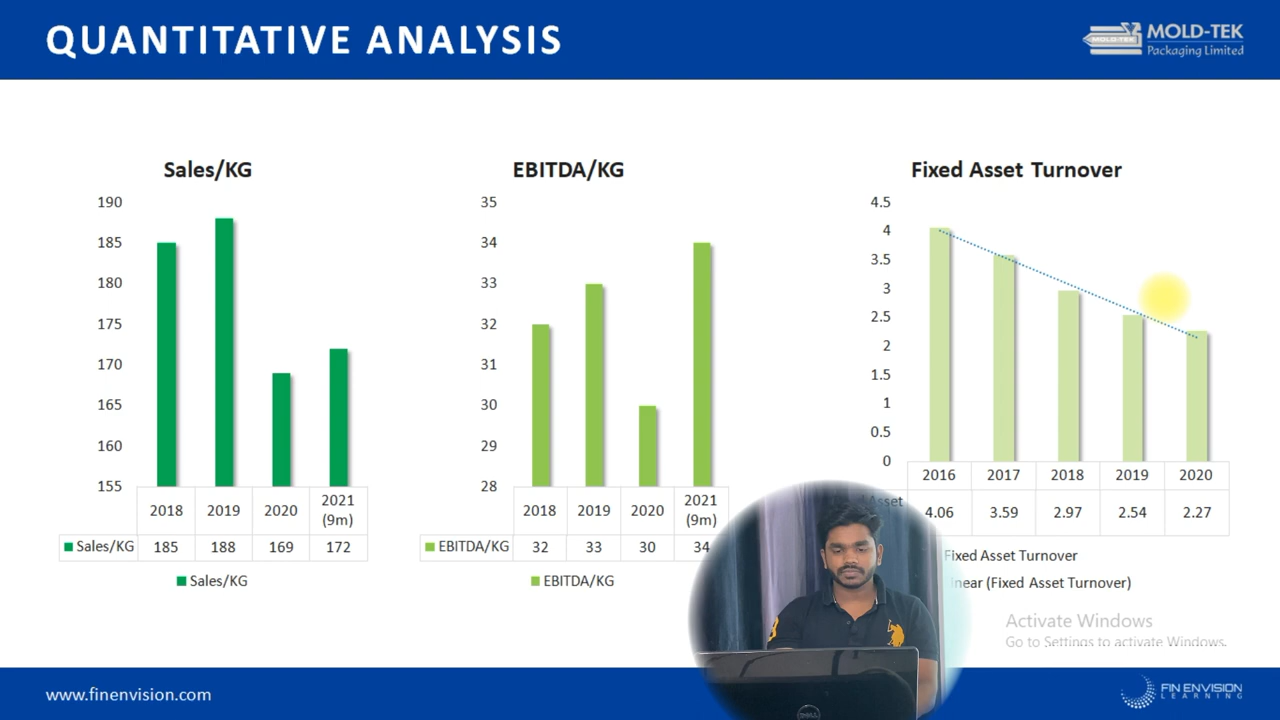 QUANTITATIVE ANALYSIS
MOLD-TEK
Packaging Limited
MOLD-TEK
Sales/KG
190
185
180
175
170
165
160
155
2018 2019 2020 2021 (9m)
Sales/KG 185 188 169 172
Sales/KG
EBITDA/KG
35
34
33
32
31
30
29
28
2018 2019 2020 2021 (9m)
EBITDA/KG 32 33 30 34
EBITDA/KG
Fixed Asset Turnover
4.5
4
3.5
3
2.5
2
1.5
1
0.5
0
2016 2017 2018 2019 2020
Asset 4.06 3.59 2.97 2.54 2.27
Fixed Asset Turnover
(Fixed Asset Turnover)
Activate Windows
Go to Settings to activate Windows.
DELL
www.finenvision.com
FIN ENVISION
LEARNING